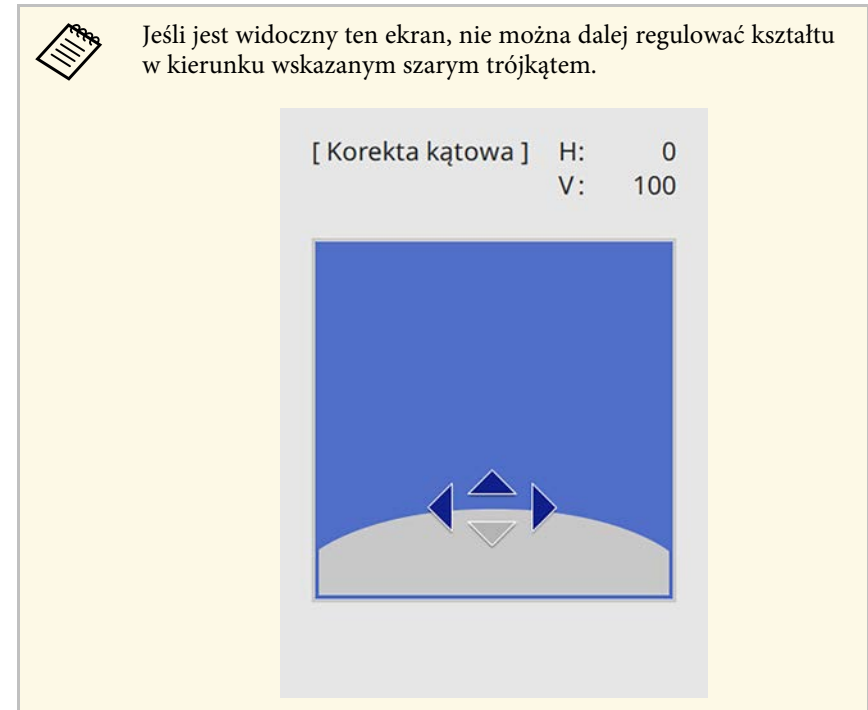 Jeśli jest widoczny ten ekran, nie można dalej regulować kształtu
w kierunku wskazanym szarym trójkątem.
[ Korekta kątowa ] H: 0
V: 100